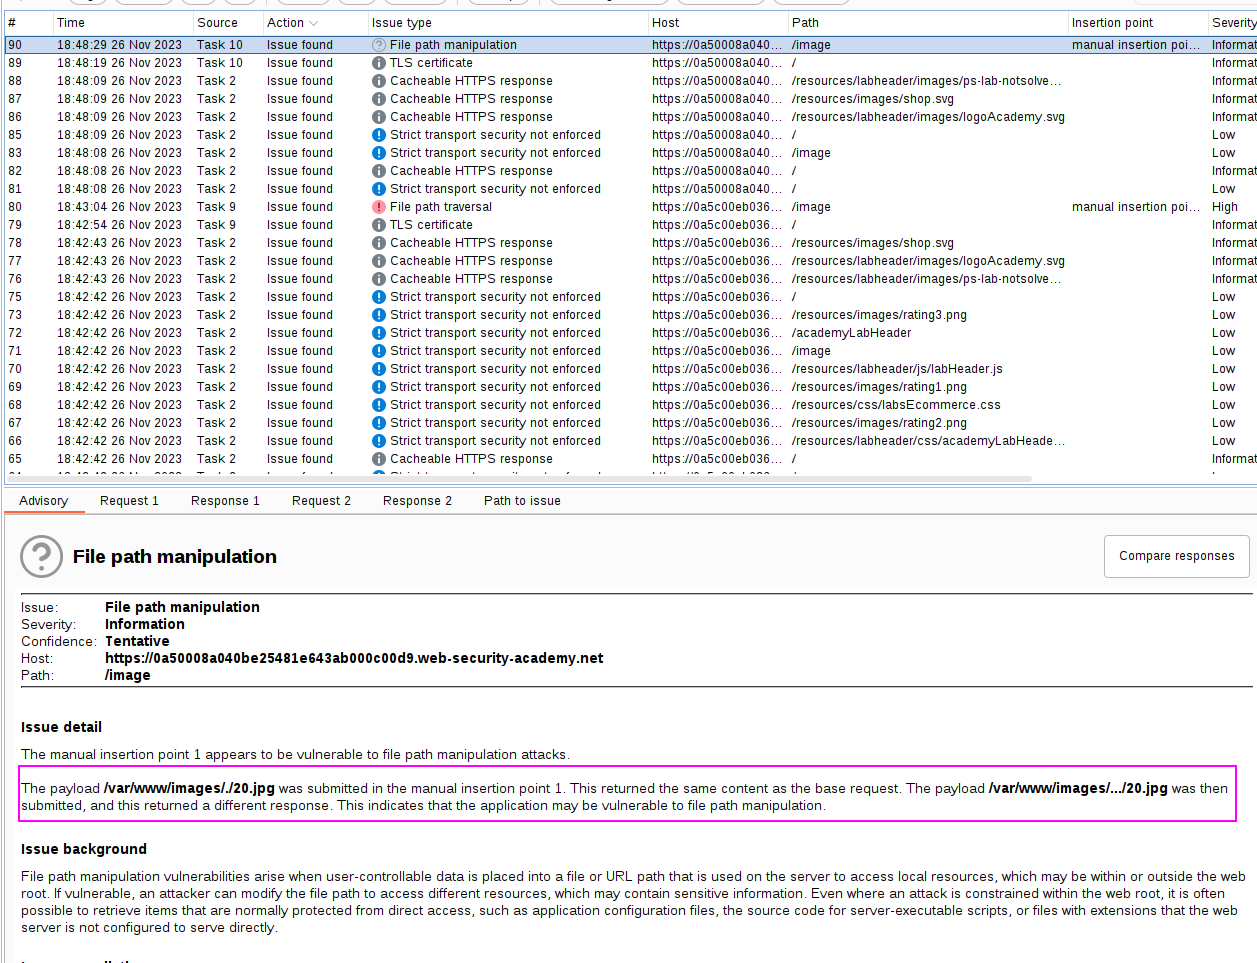 # Time Source Action Issue type Host Path Insertion point Severity
90 18:48:29 26 Nov 2023 Task 10 Issue found File path manipulation https://0a50008a040... /image manual insertion poi... Informat
89 18:48:19 26 Nov 2023 Task 10 Issue found TLS certificate https://0a50008a040... / Informat
88 18:48:09 26 Nov 2023 Task 2 Issue found Cacheable HTTPS response https://0a50008a040... /resources/labheader/images/ps-lab-notsolve... Informat
87 18:48:09 26 Nov 2023 Task 2 Issue found Cacheable HTTPS response https://0a50008a040... /resources/images/shop.svg Informat
86 18:48:09 26 Nov 2023 Task 2 Issue found Cacheable HTTPS response https://0a50008a040... /resources/labheader/images/logoAcademy.svg Informat
85 18:48:09 26 Nov 2023 Task 2 Issue found Strict transport security not enforced https://0a50008a040... / Low
83 18:48:08 26 Nov 2023 Task 2 Issue found Strict transport security not enforced https://0a50008a040... /image Low
82 18:48:08 26 Nov 2023 Task 2 Issue found Cacheable HTTPS response https://0a50008a040... / Informat
81 18:48:08 26 Nov 2023 Task 2 Issue found Strict transport security not enforced https://0a50008a040... / Low
80 18:43:04 26 Nov 2023 Task 9 Issue found File path traversal https://0a5c00eb036... /image manual insertion poi... High
79 18:42:54 26 Nov 2023 Task 9 Issue found TLS certificate https://0a5c00eb036... / Informat
78 18:42:43 26 Nov 2023 Task 2 Issue found Cacheable HTTPS response https://0a5c00eb036... /resources/images/shop.svg Informat
77 18:42:43 26 Nov 2023 Task 2 Issue found Cacheable HTTPS response https://0a5c00eb036... /resources/labheader/images/logoAcademy.svg Informat
76 18:42:43 26 Nov 2023 Task 2 Issue found Cacheable HTTPS response https://0a5c00eb036... /resources/labheader/images/ps-lab-notsolve... Informat
75 18:42:42 26 Nov 2023 Task 2 Issue found Strict transport security not enforced https://0a5c00eb036... / Low
73 18:42:42 26 Nov 2023 Task 2 Issue found Strict transport security not enforced https://0a5c00eb036... /resources/images/rating3.png Low
72 18:42:42 26 Nov 2023 Task 2 Issue found Strict transport security not enforced https://0a5c00eb036... /academyLabHeader Low
71 18:42:42 26 Nov 2023 Task 2 Issue found Strict transport security not enforced https://0a5c00eb036... /image Low
70 18:42:42 26 Nov 2023 Task 2 Issue found Strict transport security not enforced https://0a5c00eb036... /resources/labheader/js/labHeader.js Low
69 18:42:42 26 Nov 2023 Task 2 Issue found Strict transport security not enforced https://0a5c00eb036... /resources/images/rating1.png Low
68 18:42:42 26 Nov 2023 Task 2 Issue found Strict transport security not enforced https://0a5c00eb036... /resources/css/labsEcommerce.css Low
67 18:42:42 26 Nov 2023 Task 2 Issue found Strict transport security not enforced https://0a5c00eb036... /resources/images/rating2.png Low
66 18:42:42 26 Nov 2023 Task 2 Issue found Strict transport security not enforced https://0a5c00eb036... /resources/labheader/css/academyLabHeade... Low
65 18:42:42 26 Nov 2023 Task 2 Issue found Cacheable HTTPS response https://0a5c00eb036... / Informat
Advisory Request 1 Response 1 Request 2 Response 2 Path to issue
File path manipulation
Compare responses
Issue: File path manipulation
Severity: Information
Confidence: Tentative
Host: https://0a50008a040be25481e643ab000c00d9.web-security-academy.net
Path: /image
Issue detail
The manual insertion point 1 appears to be vulnerable to file path manipulation attacks.
The payload /var/www/images/./20.jpg was submitted in the manual insertion point 1. This returned the same content as the base request. The payload /var/www/images/.../20.jpg was then
submitted, and this returned a different response. This indicates that the application may be vulnerable to file path manipulation.
Issue background
File path manipulation vulnerabilities arise when user-controllable data is placed into a file or URL path that is used on the server to access local resources, which may be within or outside the web
root. If vulnerable, an attacker can modify the file path to access different resources, which may contain sensitive information. Even where an attack is constrained within the web root, it is often
possible to retrieve items that are normally protected from direct access, such as application configuration files, the source code for server-executable scripts, or files with extensions that the web
server is not configured to serve directly.